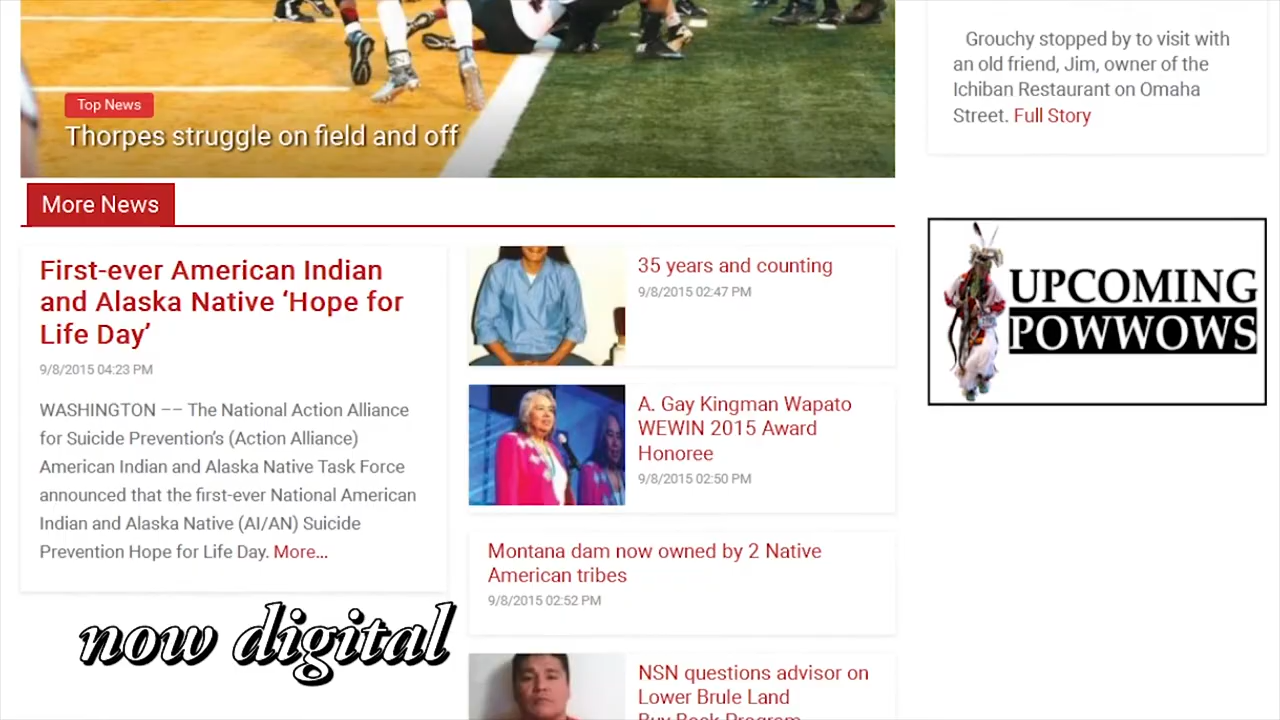 Top News
Thorpes struggle on field and off
More News
First-ever American Indian
and Alaska Native ‘Hope for
Life Day’
9/8/2015 04:23 PM
WASHINGTON –– The National Action Alliance
for Suicide Prevention’s (Action Alliance)
American Indian and Alaska Native Task Force
announced that the first-ever National American
Indian and Alaska Native (AI/AN) Suicide
Prevention Hope for Life Day. More...
now digital
35 years and counting
9/8/2015 02:47 PM
A. Gay Kingman Wapato
WEWIN 2015 Award
Honoree
9/8/2015 02:50 PM
Montana dam now owned by 2 Native
American tribes
9/8/2015 02:52 PM
NSN questions advisor on
Lower Brule Land
Buy Back Program
Grouchy stopped by to visit with
an old friend, Jim, owner of the
Ichiban Restaurant on Omaha
Street. Full Story
UPCOMING
POWWOWS